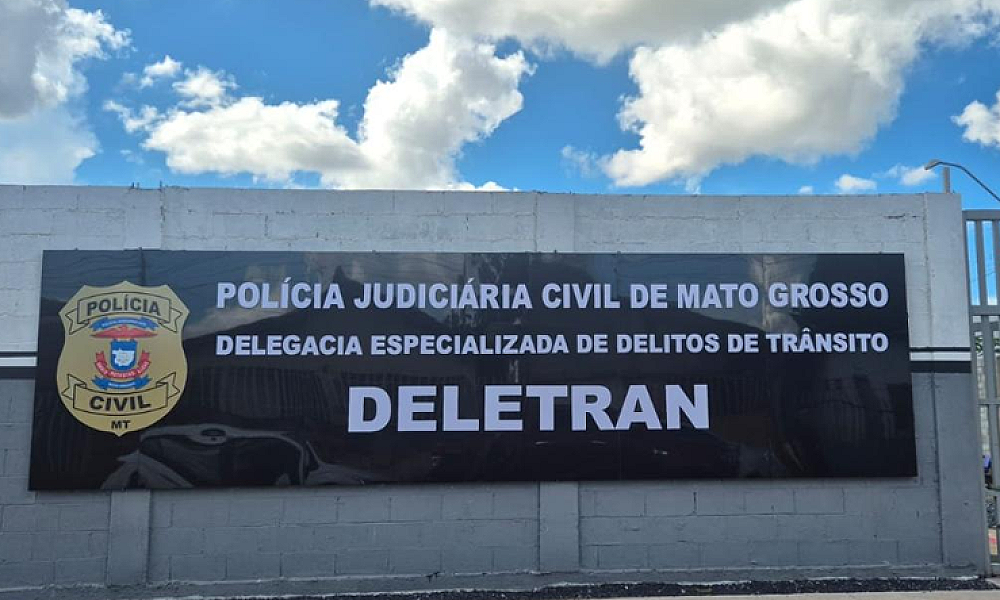 POLÍCIA
CIVIL
MT
POLÍCIA JUDICIÁRIA CIVIL DE MATO GROSSO
DELEGACIA ESPECIALIZADA DE DELITOS DE TRÂNSITO
DELETRAN